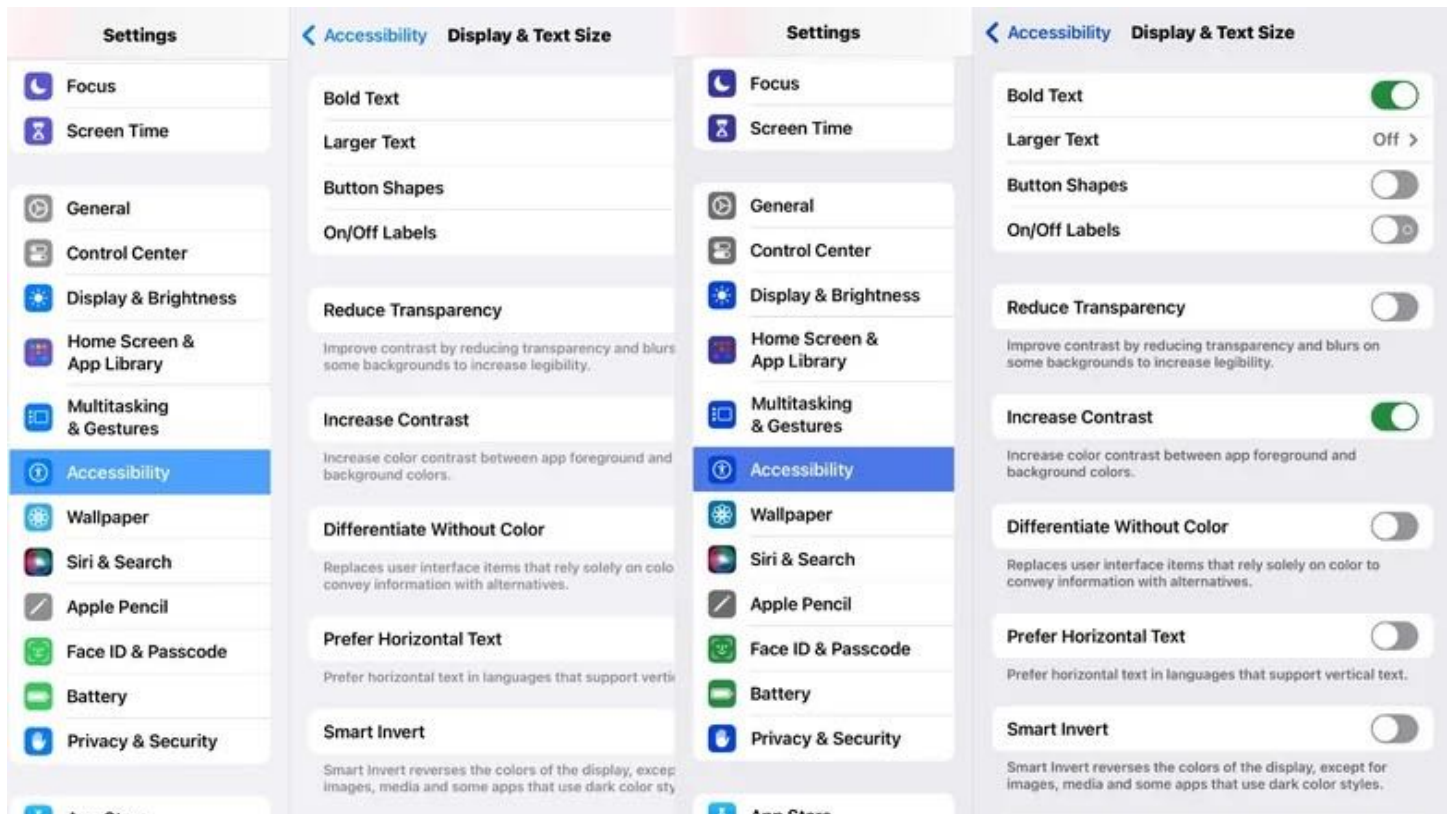 Settings
Focus
Screen Time
General
Control Center
Display & Brightness
Home Screen &
App Library
Multitasking
& Gestures
Accessibility
Wallpaper
Siri & Search
Apple Pencil
Face ID & Passcode
Battery
Privacy & Security
Accessibility Display & Text Size
Bold Text
Larger Text
Button Shapes
On/Off Labels
Reduce Transparency
Improve contrast by reducing transparency and blurs
some backgrounds to increase legibility.
Increase Contrast
Increase color contrast between app foreground and
background colors.
Differentiate Without Color
Replaces user interface items that rely solely on colo
convey information with alternatives.
Prefer Horizontal Text
Prefer horizontal text in languages that support verti
Smart Invert
Smart Invert reverses the colors of the display, excep
images, media and some apps that use dark color sty
Settings
Focus
Screen Time
General
Control Center
Display & Brightness
Home Screen &
App Library
Multitasking
& Gestures
Accessibility
Wallpaper
Siri & Search
Apple Pencil
Face ID & Passcode
Battery
Privacy & Security
App Store
Accessibility Display & Text Size
Bold Text
Larger Text Off
Button Shapes
On/Off Labels
Reduce Transparency
Improve contrast by reducing transparency and blurs on
some backgrounds to increase legibility.
Increase Contrast
Increase color contrast between app foreground and
background colors.
Differentiate Without Color
Replaces user interface items that rely solely on color to
convey information with alternatives.
Prefer Horizontal Text
Prefer horizontal text in languages that support vertical text.
Smart Invert
Smart Invert reverses the colors of the display, except for
images, media and some apps that use dark color styles.